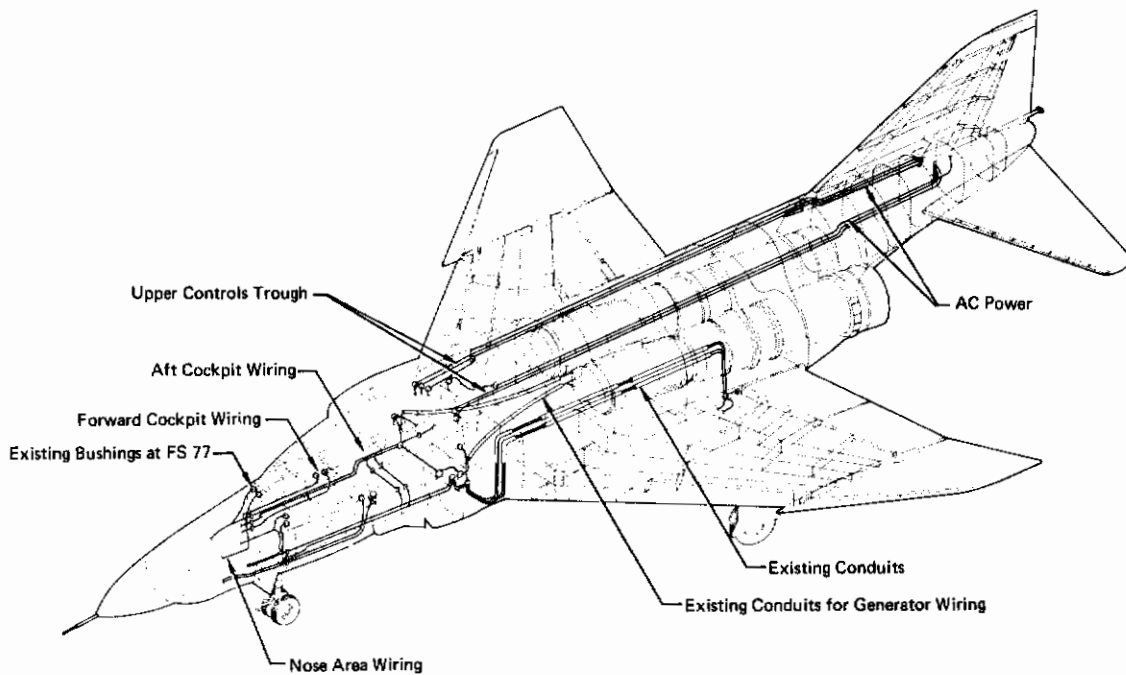 Upper Controls Trough
AC Power
Aft Cockpit Wiring
Forward Cockpit Wiring
Existing Bushings at FS 77
Existing Conduits
Existing Conduits for Generator Wiring
Nose Area Wiring